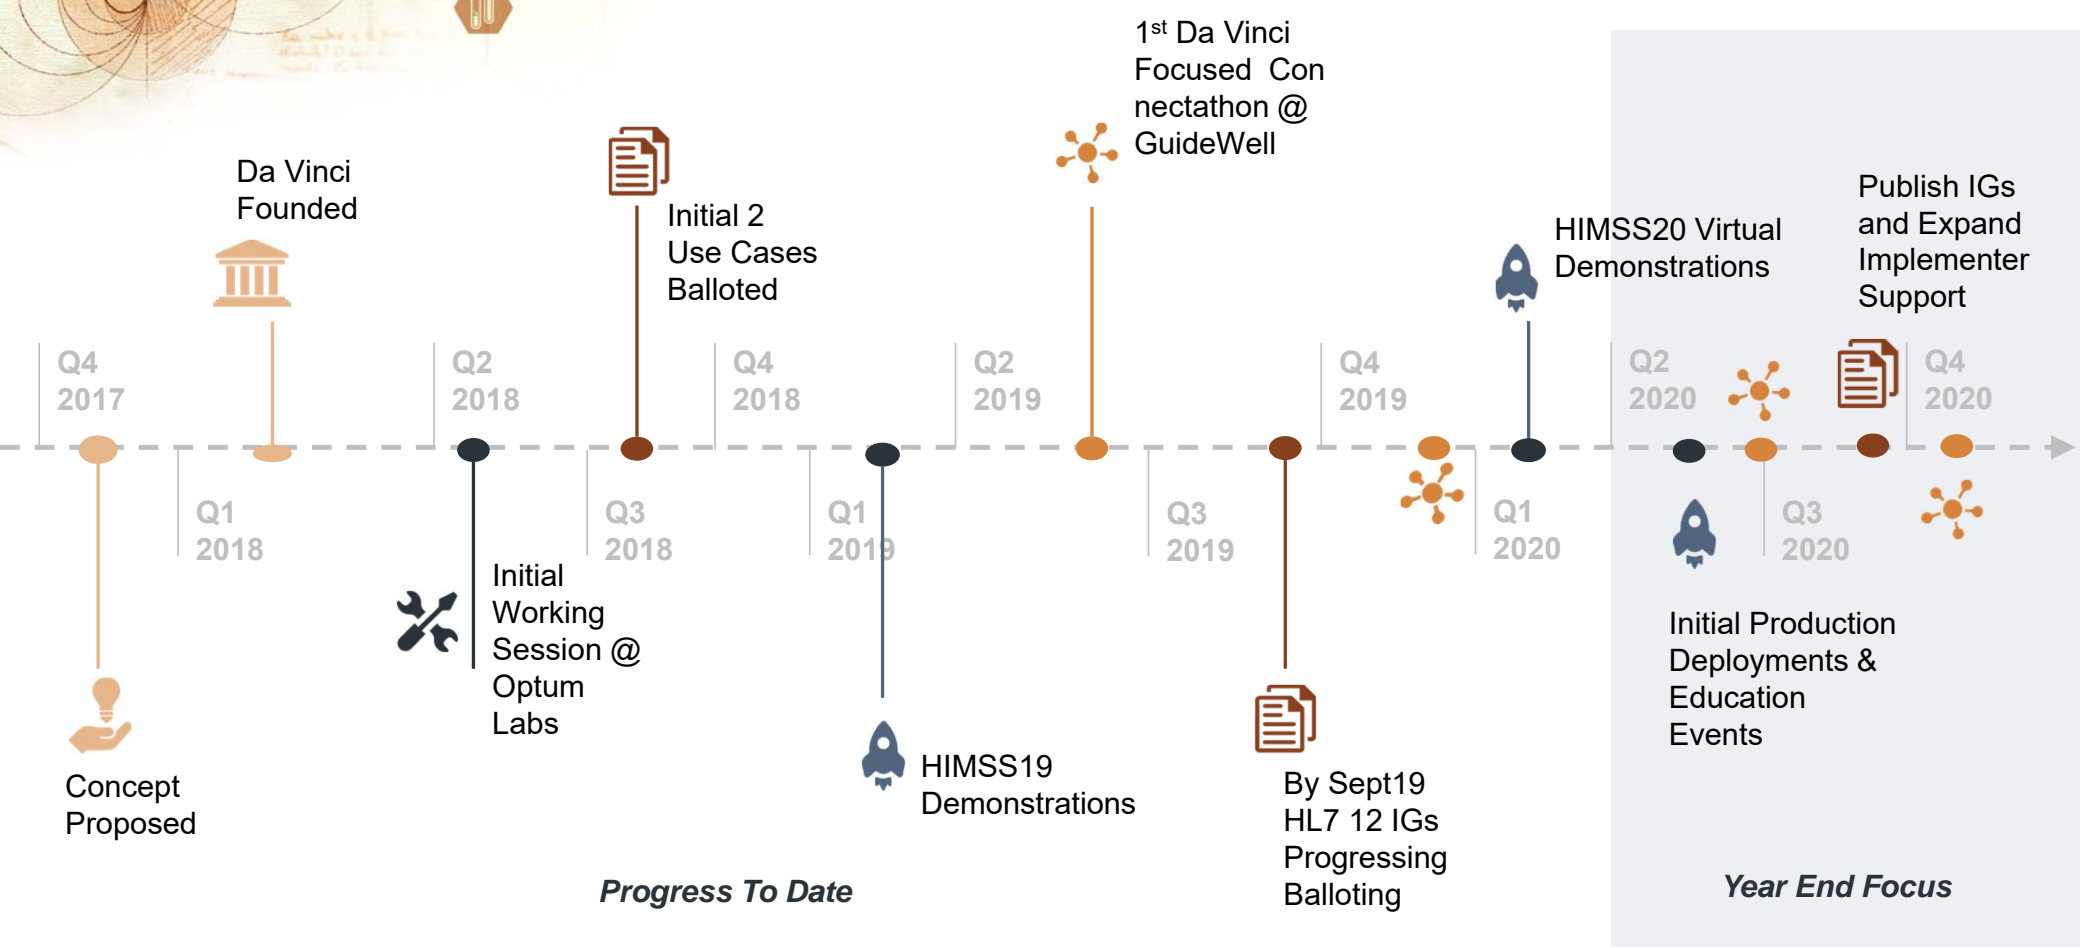 1st Da Vinci
Focused Con
nectathon @
GuideWell
Da Vinci
Founded
Initial 2
Use Cases
Balloted
HIMSS20 Virtual
Demonstrations
Publish IGs
and Expand
Implementer
Support
Q4
2017
Q2
2018
Q4
2018
Q2
2019
Q4
2019
Q2
2020
Q4
2020
Q1
2018
Q3
2018
Q1
2019
Q3
2019
Q1
2020
Q3
2020
Initial
Working
Session @
Optum
Labs
Concept
Proposed
HIMSS19
Demonstrations
By Sept19
HL7 12 IGs
Progressing
Balloting
Initial Production
Deployments &
Education
Events
Progress To Date
Year End Focus